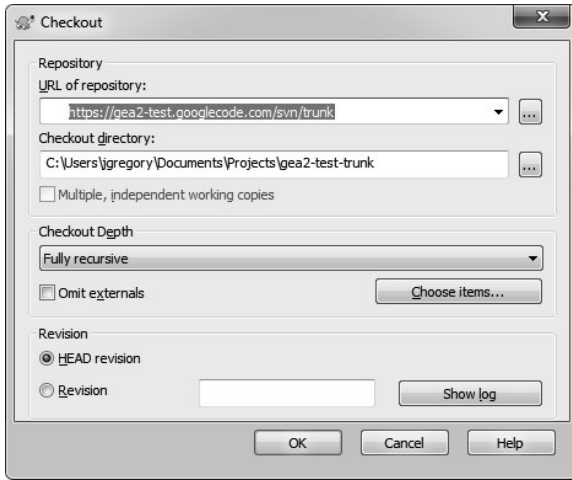 Checkout
X
Repository
URL of repository:
https://gea2-test.googlecode.com/svn/trunk
...
Checkout directory:
C:\Users\jgregory\Documents\Projects\gea2-test-trunk
...
Multiple, independent working copies
Checkout Depth
Fully recursive
Omit externals
Choose items...
Revision
HEAD revision
Revision
Show log
OK Cancel Help